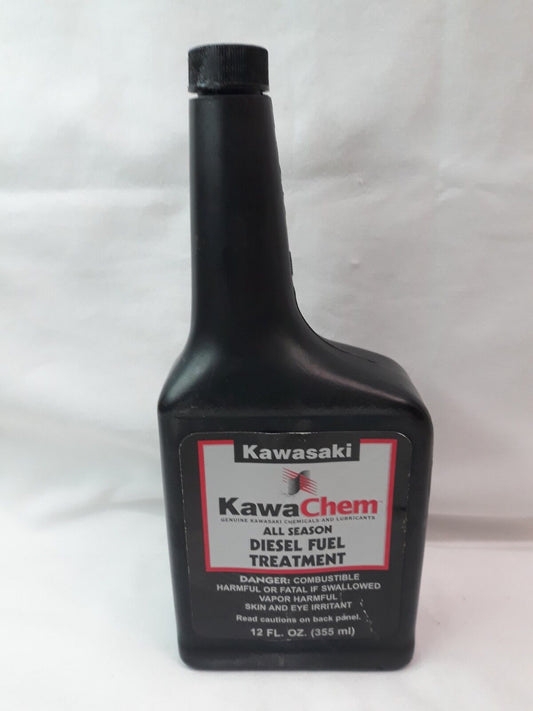 Kawasaki
KawaChem™
GENUINE KAWASAKI CHEMICALS AND LUBRICANTS
ALL SEASON
DIESEL FUEL
TREATMENT
DANGER: COMBUSTIBLE
HARMFUL OR FATAL IF SWALLOWED
VAPOR HARMFUL
SKIN AND EYE IRRITANT
Read cautions on back panel.
12 FL. OZ. (355 ml)